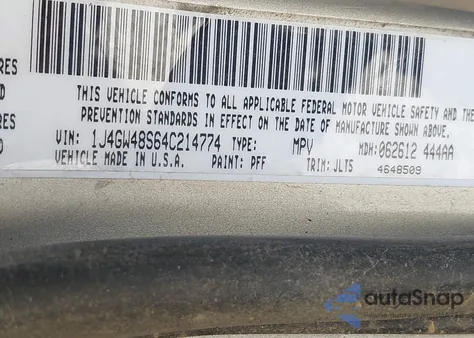 RES
D
RES
D
THIS VEHICLE CONFORMS TO ALL APPLICABLE FEDERAL MOTOR VEHICLE SAFETY AND THE
PREVENTION STANDARDS IN EFFECT ON THE DATE OF MANUFACTURE SHOWN ABOVE.
VIN: 1J4GW48S64C214774 TYPE: MPV MDH: 062612 444AA
VEHICLE MADE IN U.S.A. PAINT: PFF TRIM: JLT5 4648509
autoSnap